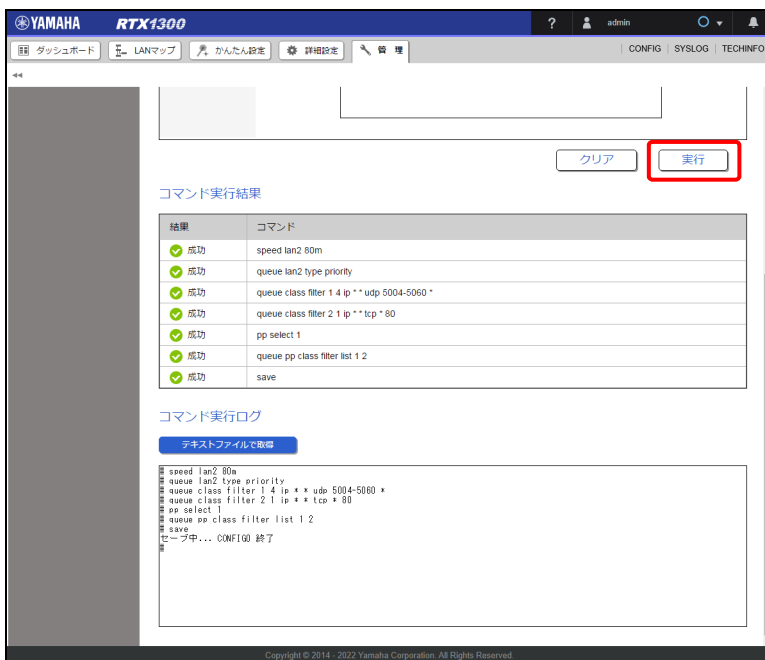 YAMAHA RTX1300 ? admin
ダッシュボード LANマップ かんたん設定 詳細設定 管 理 CONFIG SYSLOG TECHINFO
クリア 実行
コマンド実行結果
結果 コマンド
成功 speed lan2 80m
成功 queue lan2 type priority
成功 queue class filter 1 4 ip * * udp 5004-5060 *
成功 queue class filter 2 1 ip * * tcp * 80
成功 pp select 1
成功 queue pp class filter list 1 2
成功 save
コマンド実行ログ
テキストファイルで取得
# speed lan2 80m
# queue lan2 type priority
# queue class filter 1 4 ip * * udp 5004-5060 *
# queue class filter 2 1 ip * * tcp * 80
# pp select 1
# queue pp class filter list 1 2
# save
セーブ中... CONFIG0 終了
#
Copyright © 2014 - 2022 Yamaha Corporation. All Rights Reserved.